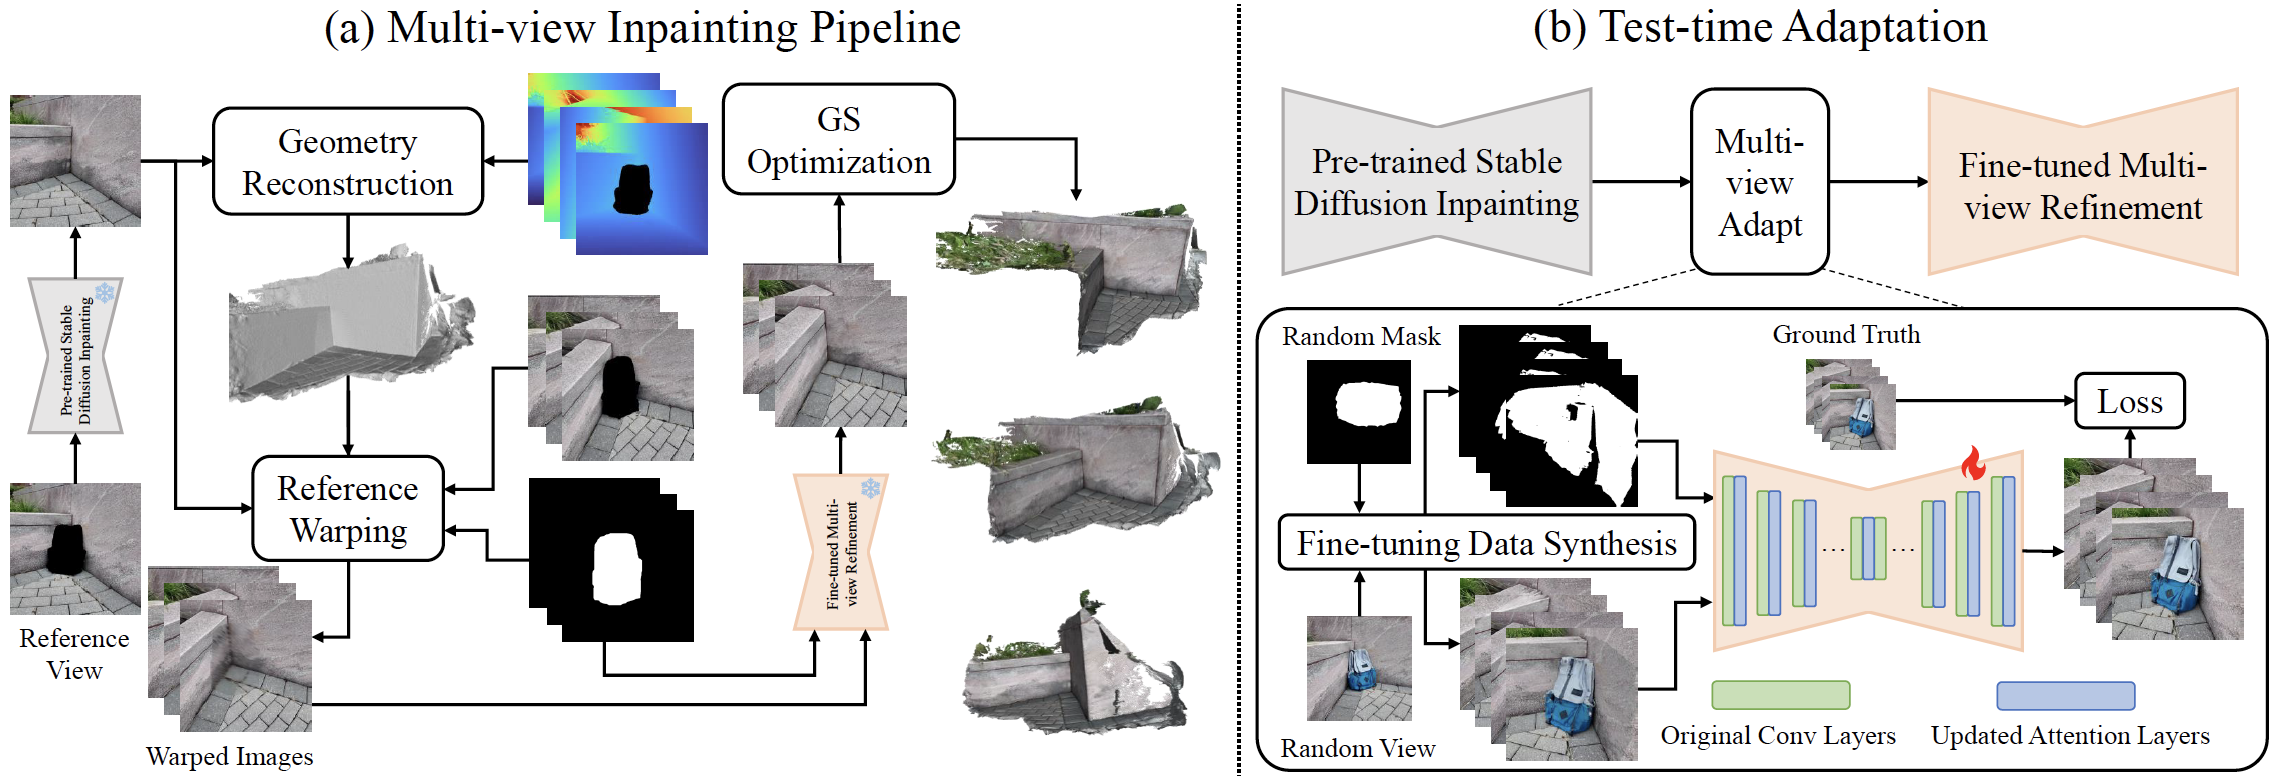 (a) Multi-view Inpainting Pipeline
Geometry
Reconstruction
GS
Optimization
Pre-trained Stable
Diffusion Inpainting
Reference
Warping
Fine-tuned Multi-
view Refinement
Reference
View
Warped Images
(b) Test-time Adaptation
Pre-trained Stable
Diffusion Inpainting
Multi-
view
Adapt
Fine-tuned Multi-
view Refinement
Random Mask
Ground Truth
Loss
Fine-tuning Data Synthesis
...
...
Random View
Original Conv Layers
Updated Attention Layers